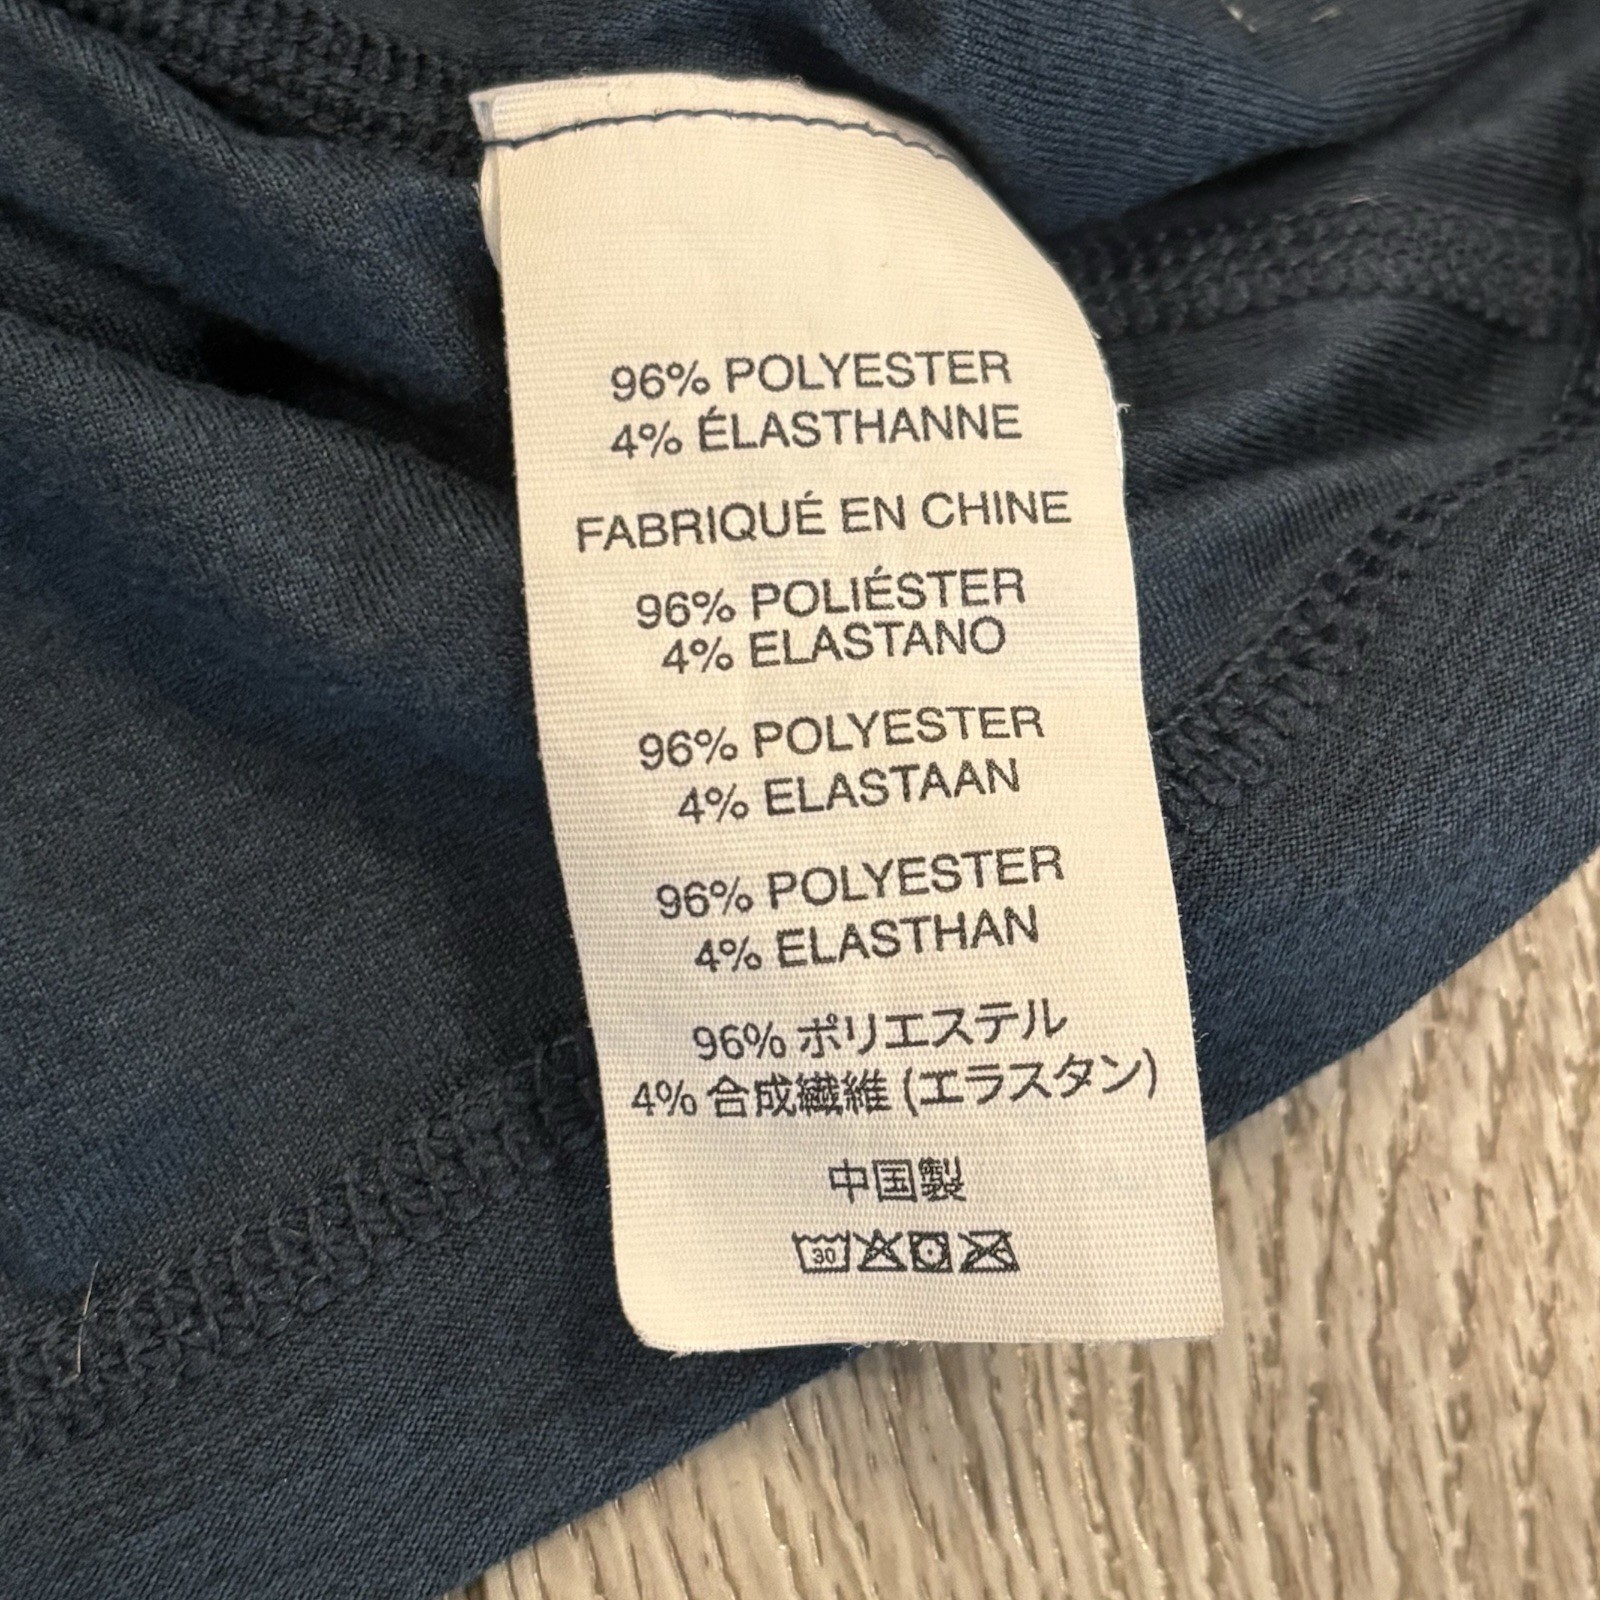 96% POLYESTER
4% ÉLASTHANNE
FABRIQUÉ EN CHINE
96% POLIÉSTER
4% ELASTANO
96% POLYESTER
4% ELASTAAN
96% POLYESTER
4% ELASTHAN
96% ポリエステル
4% 合成繊維 (エラスタン)
中国製
30